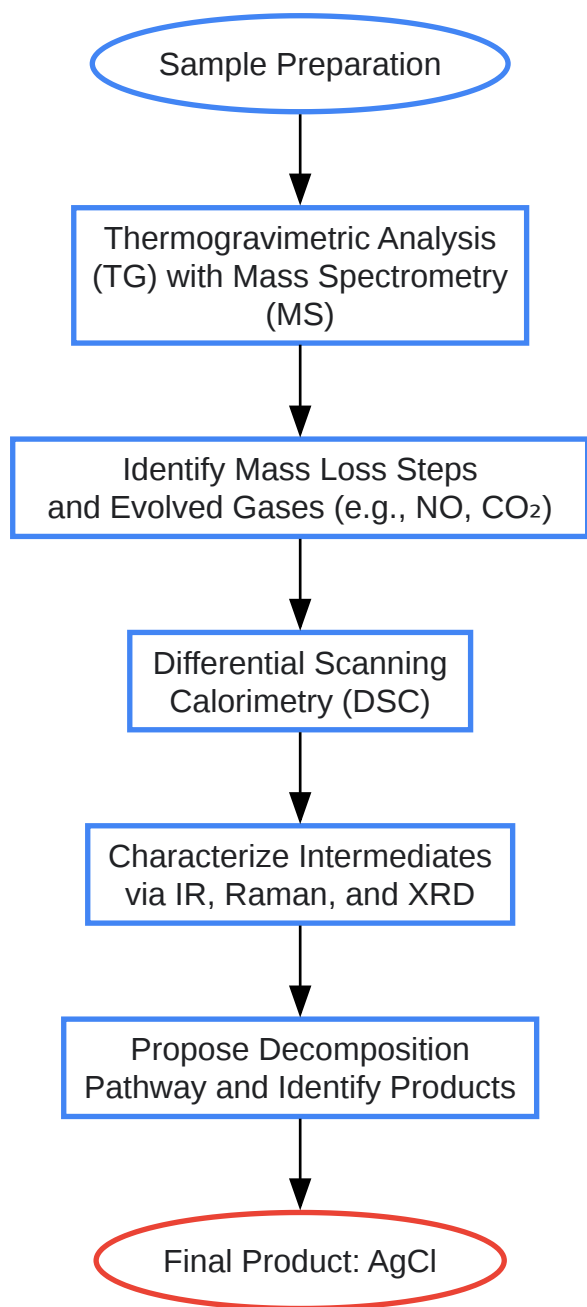 Sample Preparation
Thermogravimetric Analysis
(TG) with Mass Spectrometry
(MS)
Identify Mass Loss Steps
and Evolved Gases (e.g., NO, CO₂)
Differential Scanning
Calorimetry (DSC)
Characterize Intermediates
via IR, Raman, and XRD
Propose Decomposition
Pathway and Identify Products
Final Product: AgCl